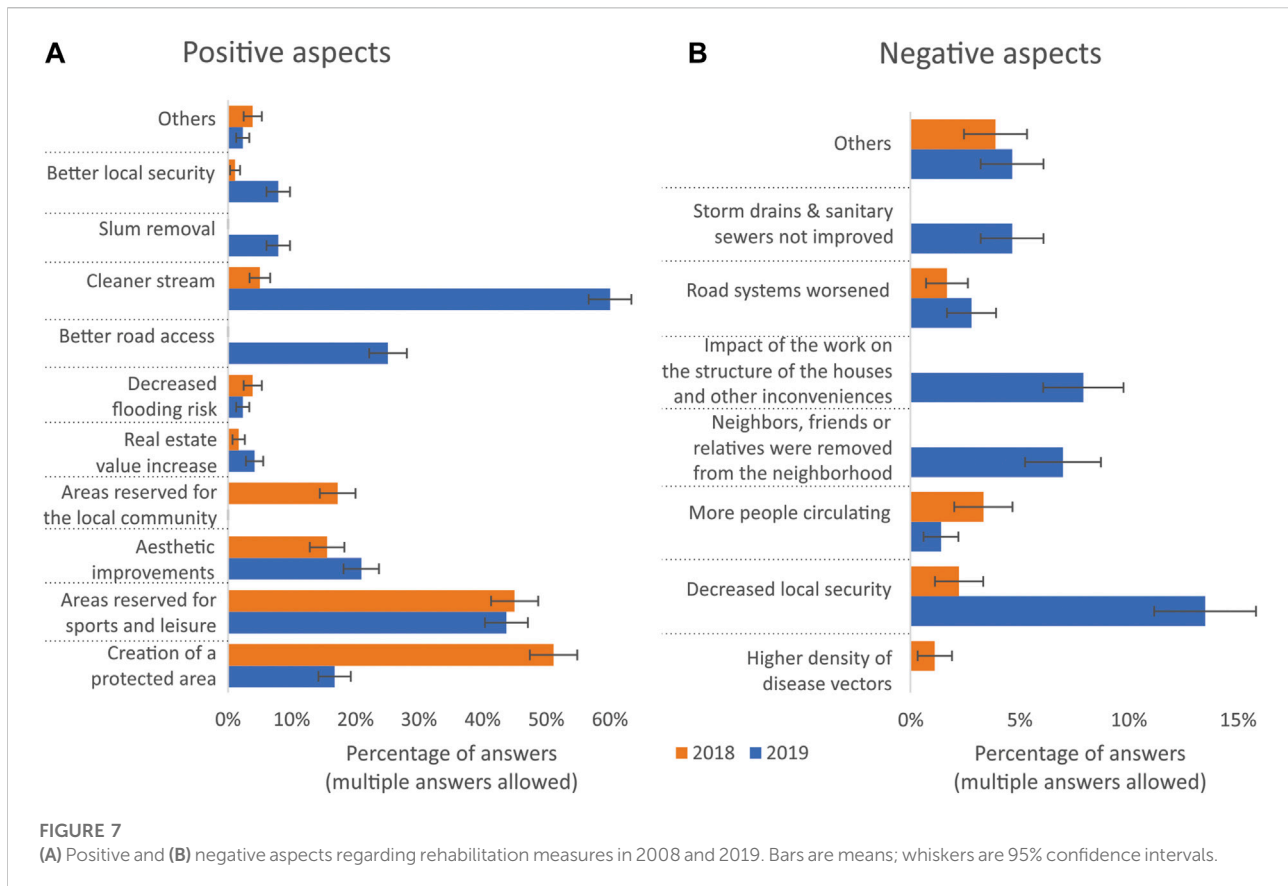 A Positive aspects
Others
Better local security
Slum removal
Cleaner stream
Better road access
Decreased
flooding risk
Real estate
value increase
Areas reserved for
the local community
Aesthetic
improvements
Areas reserved for
sports and leisure
Creation of a
protected area
0% 10% 20% 30% 40% 50% 60%
Percentage of answers
(multiple answers allowed)
B Negative aspects
Others
Storm drains & sanitary
sewers not improved
Road systems worsened
Impact of the work on
the structure of the houses
and other inconveniences
Neighbors, friends or
relatives were removed
from the neighborhood
More people circulating
Decreased local security
Higher density of
disease vectors
0% 5% 10% 15%
2018 2019
Percentage of answers
(multiple answers allowed)
FIGURE 7
(A) Positive and (B) negative aspects regarding rehabilitation measures in 2008 and 2019. Bars are means; whiskers are 95% confidence intervals.